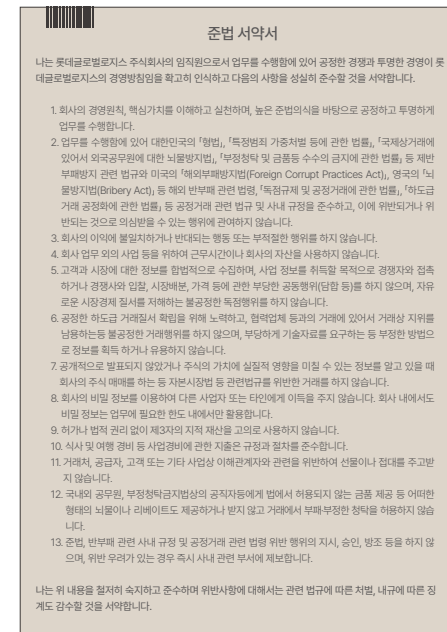 준법 서약서
나는 롯데글로벌로지스 주식회사의 임직원으로서 업무를 수행함에 있어 공정한 경쟁과 투명한 경영이 롯
데글로벌로지스의 경영방침임을 확고히 인식하고 다음의 사항을 성실히 준수할 것을 서약합니다.
1. 회사의 경영원칙, 핵심가치를 이해하고 실천하며, 높은 준법의식을 바탕으로 공정하고 투명하게
업무를 수행합니다.
2. 업무를 수행함에 있어 대한민국의 「형법」, 「특정범죄 가중처벌 등에 관한 법률」, 「국제상거래에
있어서 외국공무원에 대한 뇌물방지법」, 「부정청탁 및 금품등 수수의 금지에 관한 법률」 등 제반
부패방지 관련 법규와 미국의 「해외부패방지법(Foreign Corrupt Practices Act)」, 영국의 「뇌
물방지법(Bribery Act)」 등 해외 반부패 관련 법령, 「독점규제 및 공정거래에 관한 법률」, 「하도급
거래 공정화에 관한 법률」 등 공정거래 관련 법규 및 사내 규정을 준수하고, 이에 위반되거나 위
반되는 것으로 의심받을 수 있는 행위에 관여하지 않습니다.
3. 회사의 이익에 불일치하거나 반대되는 행동 또는 부적절한 행위를 하지 않습니다.
4. 회사 업무 외의 사업 등을 위하여 근무시간이나 회사의 자산을 사용하지 않습니다.
5. 고객과 시장에 대한 정보를 합법적으로 수집하며, 사업 정보를 취득할 목적으로 경쟁자와 접촉
하거나 경쟁사와 입찰, 시장배분, 가격 등에 관한 부당한 공동행위(담합 등)를 하지 않으며, 자유
로운 시장경제 질서를 저해하는 불공정한 독점행위를 하지 않습니다.
6. 공정한 하도급 거래질서 확립을 위해 노력하고, 협력업체 등과의 거래에 있어서 거래상 지위를
남용하는등 불공정한 거래행위를 하지 않으며, 부당하게 기술자료를 요구하는 등 부정한 방법으
로 정보를 획득 하거나 유용하지 않습니다.
7. 공개적으로 발표되지 않았거나 주식의 가치에 실질적 영향을 미칠 수 있는 정보를 알고 있을 때
회사의 주식 매매를 하는 등 자본시장법 등 관련법규를 위반한 거래를 하지 않습니다.
8. 회사의 비밀 정보를 이용하여 다른 사업자 또는 타인에게 이득을 주지 않습니다. 회사 내에서도
비밀 정보는 업무에 필요한 한도 내에서만 활용합니다.
9. 허가나 법적 권리 없이 제3자의 지적 재산을 고의로 사용하지 않습니다.
10. 식사 및 여행 경비 등 사업경비에 관한 지출은 규정과 절차를 준수합니다.
11. 거래처, 공급자, 고객 또는 기타 사업상 이해관계자와 관련을 위반하여 선물이나 접대를 주고받
지 않습니다.
12. 국내외 공무원, 부정청탁금지법상의 공직자등에게 법에서 허용되지 않는 금품 제공 등 어떠한
형태의 뇌물이나 리베이트도 제공하거나 받지 않고 거래에서 부패·부정한 청탁을 허용하지 않습
니다.
13. 준법, 반부패 관련 사내 규정 및 공정거래 관련 법령 위반 행위의 지시, 승인, 방조 등을 하지 않
으며, 위반 우려가 있는 경우 즉시 사내 관련 부서에 제보합니다.
나는 위 내용을 철저히 숙지하고 준수하며 위반사항에 대해서는 관련 법규에 따른 처벌, 내규에 따른 징
계도 감수할 것을 서약합니다.